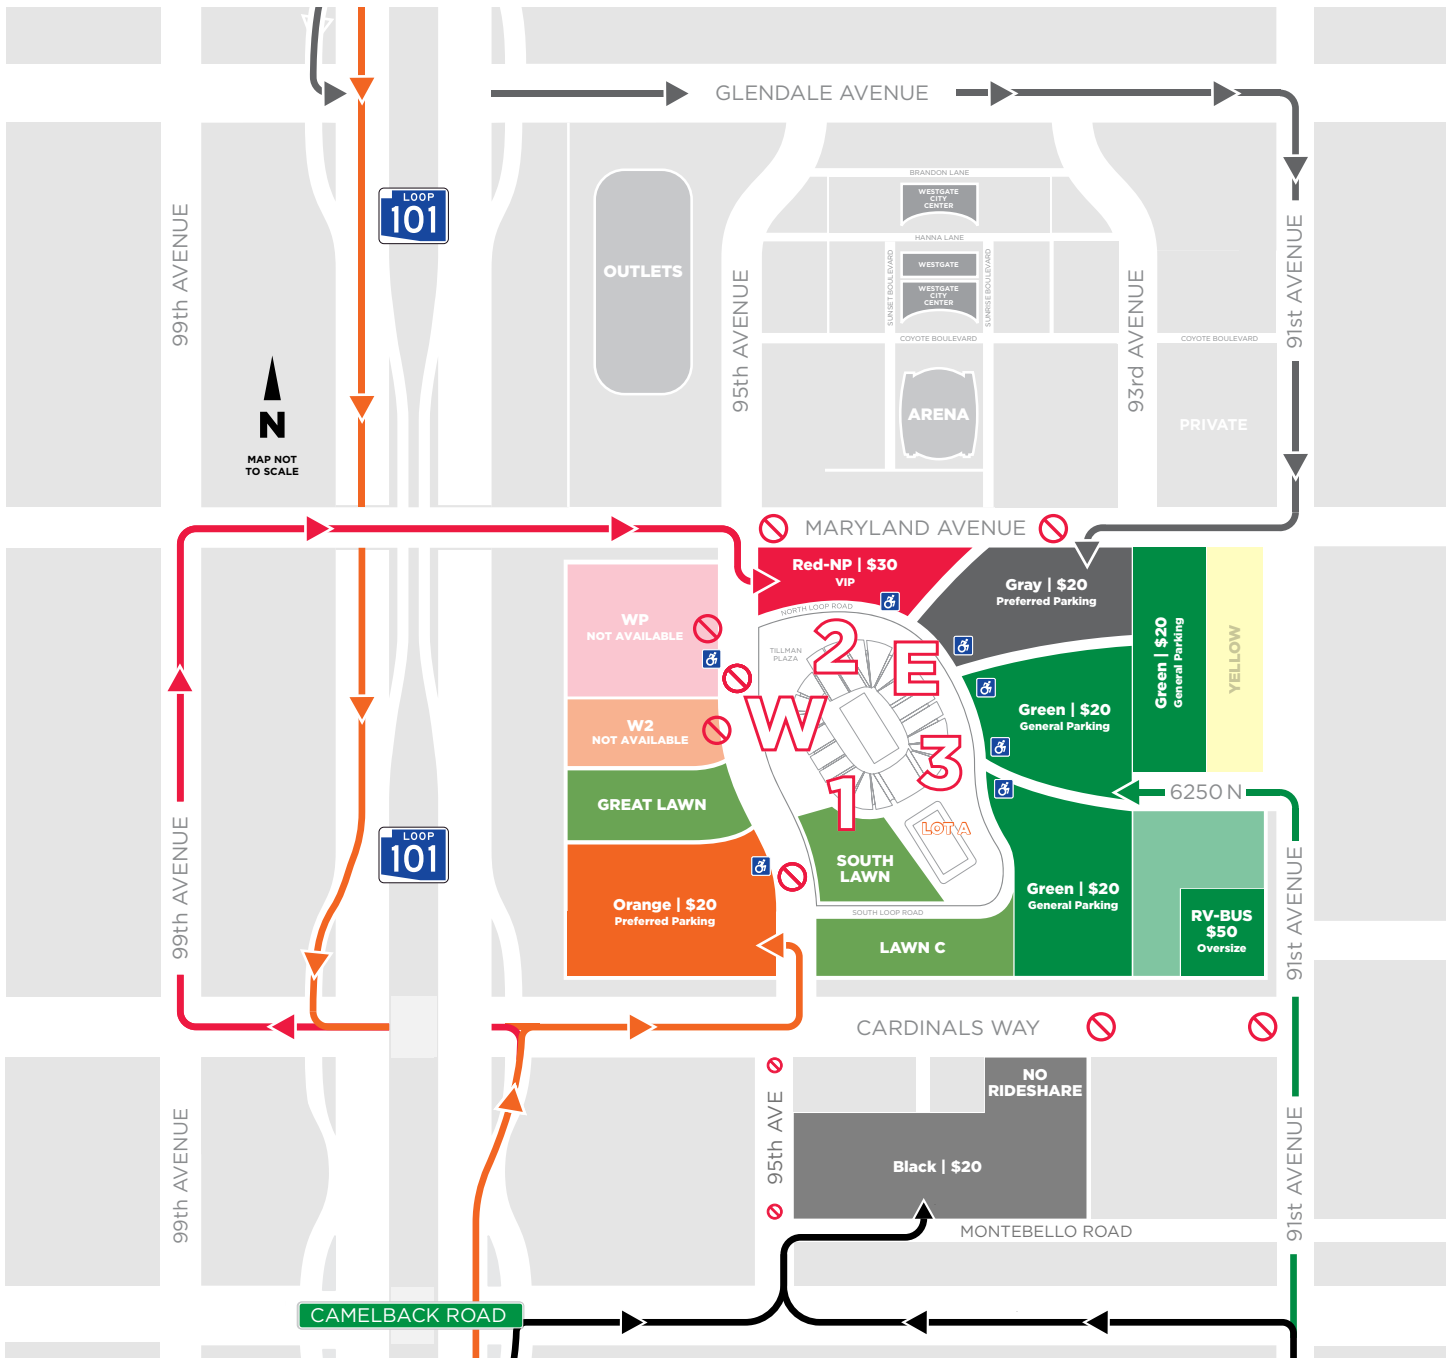 GLENDALE AVENUE
BRANDON LANE
WESTGATE
CITY
CENTER
LOOP
101
99th AVENUE
HANNA LANE
91st AVENUE
OUTLETS
WESTGATE
WESTGATE
CITY
CENTER
SUNSET BOULEVARD
SUNRISE BOULEVARD
95th AVENUE
93rd AVENUE
COYOTE BOULEVARD
COYOTE BOULEVARD
ARENA
PRIVATE
N
MAP NOT
TO SCALE
MARYLAND AVENUE
Red-NP | $30
VIP
Gray | $20
Preferred Parking
NORTH LOOP ROAD
WP
NOT AVAILABLE
TILLMAN
PLAZA
2
E
W
3
1
Green | $20
General Parking
YELLOW
Green | $20
General Parking
W2
NOT AVAILABLE
6250 N
GREAT LAWN
LOT A
LOOP
101
99th AVENUE
SOUTH
LAWN
Green | $20
General Parking
91st AVENUE
Orange | $20
Preferred Parking
SOUTH LOOP ROAD
RV-BUS
$50
Oversize
LAWN C
CARDINALS WAY
NO
RIDESHARE
95th AVE
99th AVENUE
91st AVENUE
Black | $20
MONTEBELLO ROAD
CAMELBACK ROAD